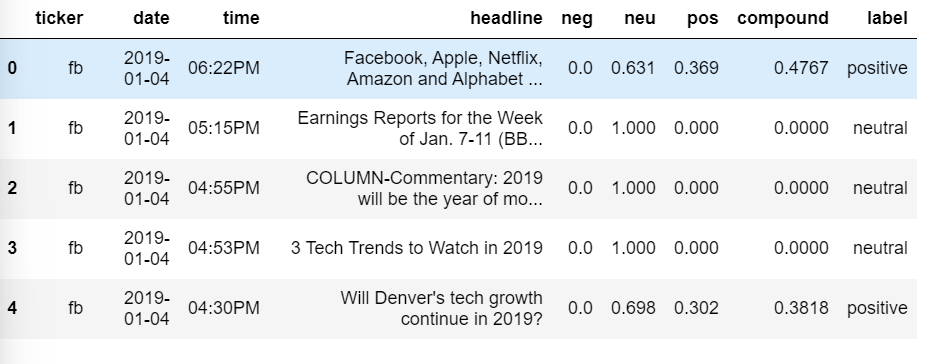 ticker date time headline neg neu pos compound label
0 fb 2019- 06:22PM Facebook, Apple, Netflix, 0.0 0.631 0.369 0.4767 positive
01-04 Amazon and Alphabet ...
1 fb 2019- 05:15PM Earnings Reports for the Week 0.0 1.000 0.000 0.0000 neutral
01-04 of Jan. 7-11 (BB...
2 fb 2019- 04:55PM COLUMN-Commentary: 2019 0.0 1.000 0.000 0.0000 neutral
01-04 will be the year of mo...
3 fb 2019- 04:53PM 3 Tech Trends to Watch in 2019 0.0 1.000 0.000 0.0000 neutral
01-04
4 fb 2019- 04:30PM Will Denver's tech growth 0.0 0.698 0.302 0.3818 positive
01-04 continue in 2019?